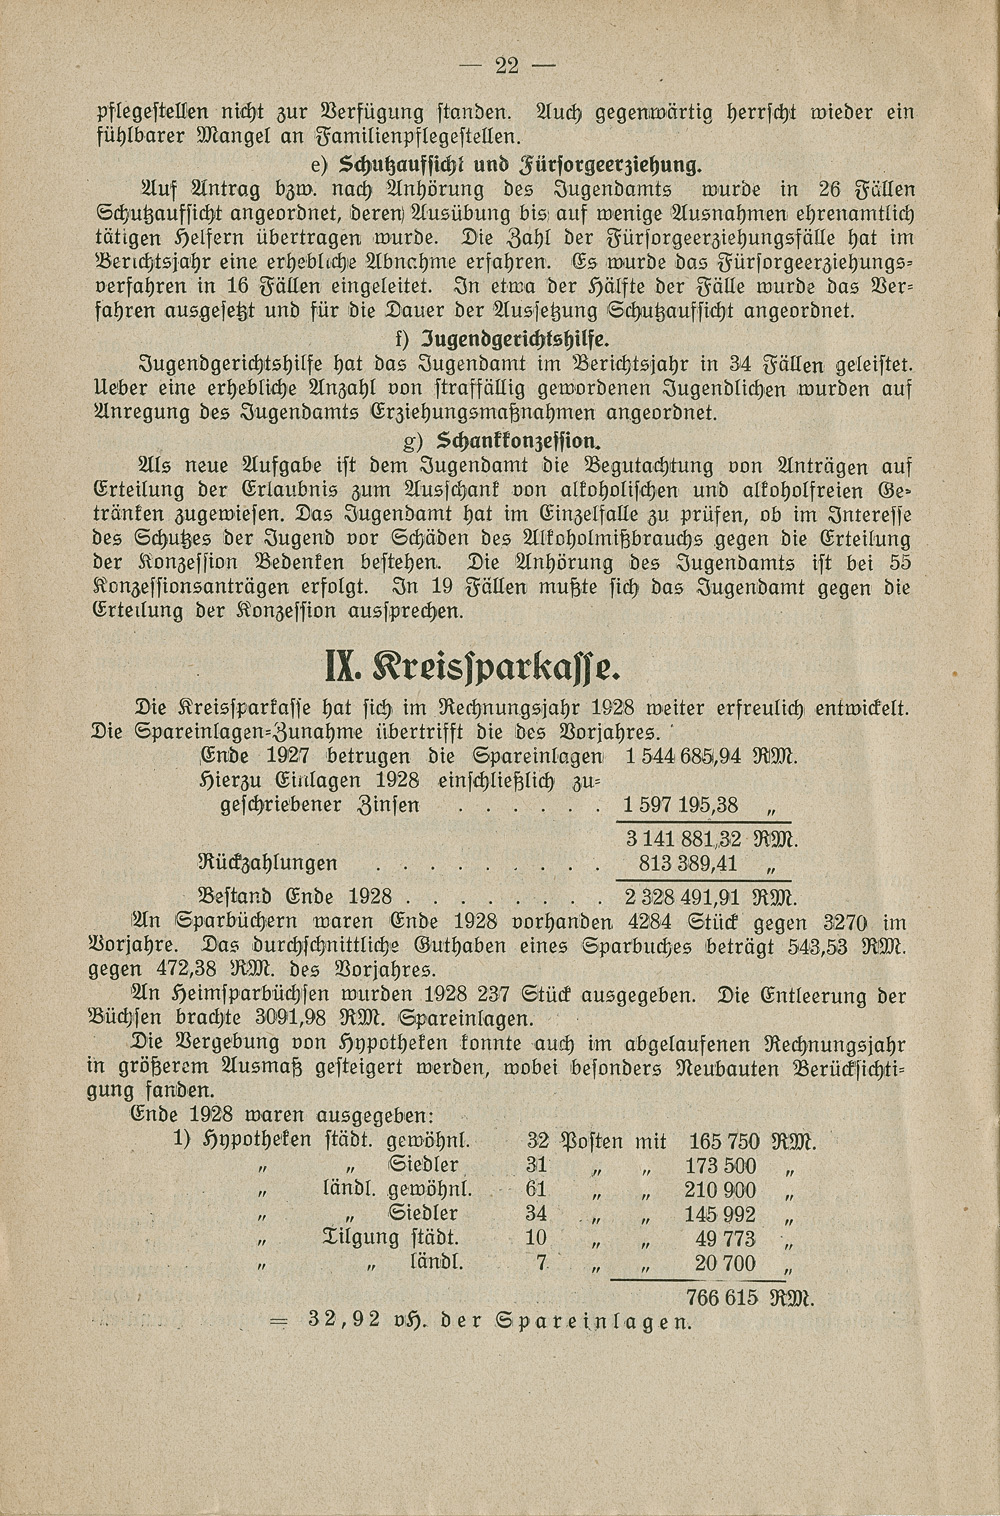 — 22 —
pflegestellen nicht zur Verfügung standen. Auch gegenwärtig herrscht wieder ein
fühlbarer Mangel an Familienpflegestellen.
e) Schutzaufsicht und Fürsorgeerziehung.
Auf Antrag bzw. nach Anhörung des Jugendamts wurde in 26 Fällen
Schutzaufsicht angeordnet, deren Ausübung bis auf wenige Ausnahmen ehrenamtlich
tätigen Helfern übertragen wurde. Die Zahl der Fürsorgeerziehungsfälle hat im
Berichtsjahr eine erhebliche Abnahme erfahren. Es wurde das Fürsorgeerziehungs-
verfahren in 16 Fällen eingeleitet. In etwa der Hälfte der Fälle wurde das Ver-
fahren ausgesetzt und für die Dauer der Aussetzung Schutzaufsicht angeordnet.
f) Jugendgerichtshilfe.
Jugendgerichtshilfe hat das Jugendamt im Berichtsjahr in 34 Fällen geleistet.
Ueber eine erhebliche Anzahl von straffällig gewordenen Jugendlichen wurden auf
Anregung des Jugendamts Erziehungsmaßnahmen angeordnet.
g) Schankkonzession.
Als neue Aufgabe ist dem Jugendamt die Begutachtung von Anträgen auf
Erteilung der Erlaubnis zum Ausschank von alkoholischen und alkoholfreien Ge-
tränken zugewiesen. Das Jugendamt hat im Einzelfalle zu prüfen, ob im Interesse
des Schutzes der Jugend vor Schäden des Alkoholmißbrauchs gegen die Erteilung
der Konzession Bedenken bestehen. Die Anhörung des Jugendamts ist bei 55
Konzessionsanträgen erfolgt. In 19 Fällen mußte sich das Jugendamt gegen die
Erteilung der Konzession aussprechen.
IX. Kreissparkasse.
Die Kreissparkasse hat sich im Rechnungsjahr 1928 weiter erfreulich entwickelt.
Die Spareinlagen-Zunahme übertrifft die des Vorjahres.
Ende 1927 betrugen die Spareinlagen 1 544 685,94 RM.
Hierzu Einlagen 1928 einschließlich zu-
geschriebener Zinsen . . . . . . 1 597 195,38 „
3 141 881,32 RM.
Rückzahlungen . . . . . . . . . 813 389,41 „
Bestand Ende 1928 . . . . . . . . 2 328 491,91 RM.
An Sparbüchern waren Ende 1928 vorhanden 4284 Stück gegen 3270 im
Vorjahre. Das durchschnittliche Guthaben eines Sparbuches beträgt 543,53 RM.
gegen 472,38 RM. des Vorjahres.
An Heimsparbüchsen wurden 1928 237 Stück ausgegeben. Die Entleerung der
Büchsen brachte 3091,98 RM. Spareinlagen.
Die Vergebung von Hypotheken konnte auch im abgelaufenen Rechnungsjahr
in größerem Ausmaß gesteigert werden, wobei besonders Neubauten Berücksichti-
gung fanden.
Ende 1928 waren ausgegeben:
1) Hypotheken städt. gewöhnl. 32 Posten mit 165 750 RM.
„ „ Siedler 31 „ „ 173 500 „
„ ländl. gewöhnl. 61 „ „ 210 900 „
„ „ Siedler 34 „ „ 145 992 „
„ Tilgung städt. 10 „ „ 49 773 „
„ „ ländl. 7 „ „ 20 700 „
766 615 RM.
= 32,92 vH. der Spareinlagen.